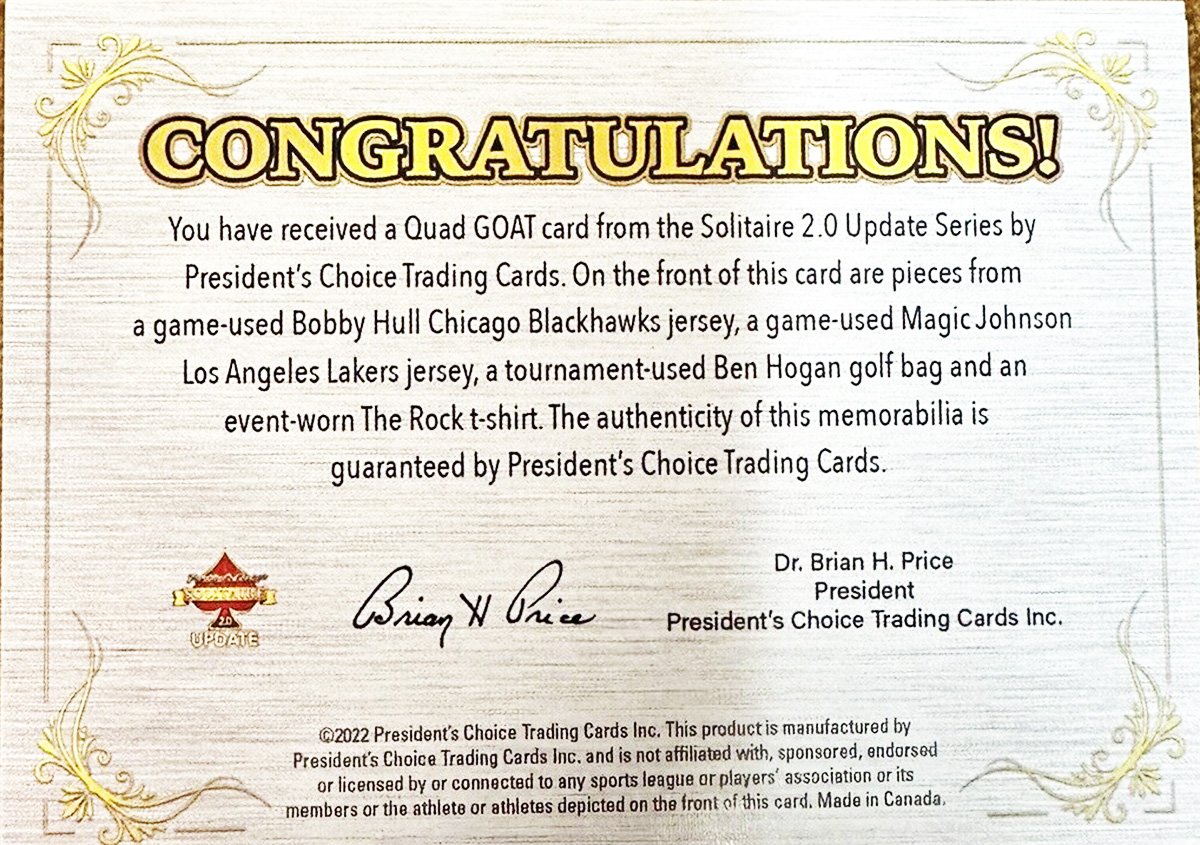 CONGRATULATIONS!
You have received a Quad GOAT card from the Solitaire 2.0 Update Series by
President's Choice Trading Cards. On the front of this card are pieces from
a game-used Bobby Hull Chicago Blackhawks jersey, a game-used Magic Johnson
Los Angeles Lakers jersey, a tournament-used Ben Hogan golf bag and an
event-worn The Rock t-shirt. The authenticity of this memorabilia is
guaranteed by President's Choice Trading Cards.
2.0
UPDATE
Brian H Price
Dr. Brian H. Price
President
President's Choice Trading Cards Inc.
©2022 President's Choice Trading Cards Inc. This product is manufactured by
President's Choice Trading Cards Inc. and is not affiliated with, sponsored, endorsed
or licensed by or connected to any sports league or players' association or its
members or the athlete or athletes depicted on the front of this card. Made in Canada.